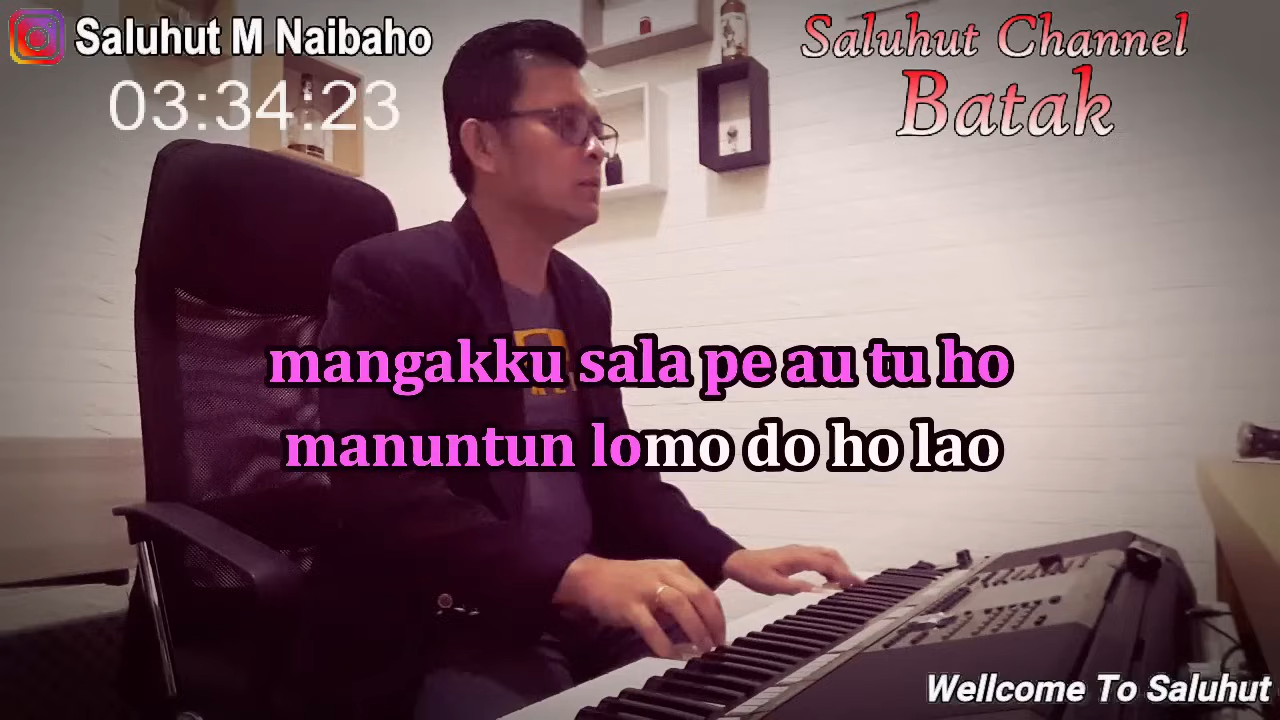 Saluhut M Naibaho
03:34:23
Saluhut Channel
Batak
mangakku sala pe au tu ho
manuntun lomo do ho lao
Wellcome To Saluhut